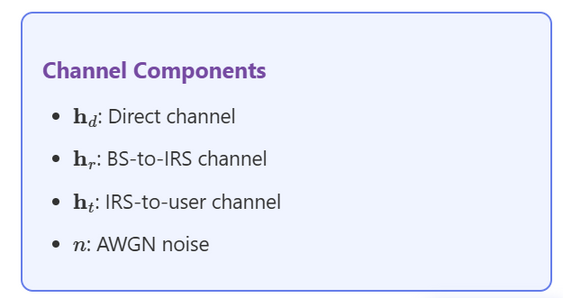 Channel Components
• h_d: Direct channel
• h_r: BS-to-IRS channel
• h_t: IRS-to-user channel
• n: AWGN noise